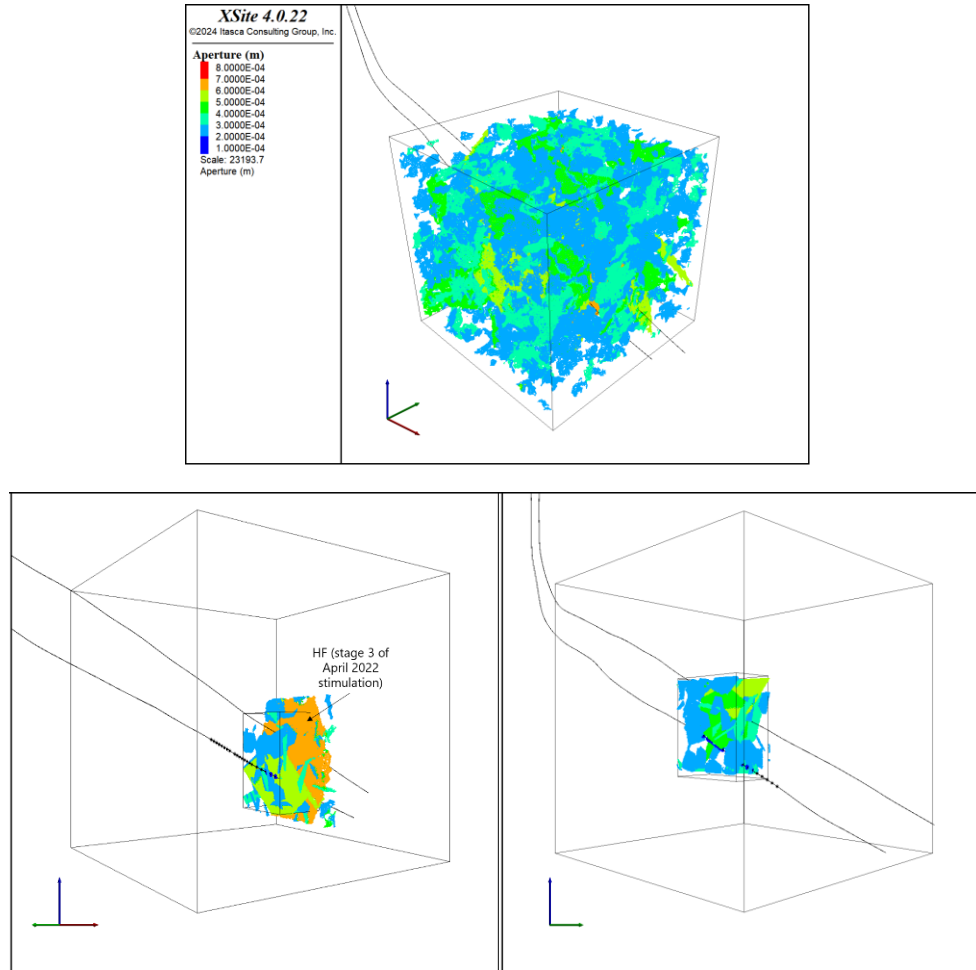 XSite 4.0.22
©2024 Itasca Consulting Group, Inc.
Aperture (m)
8.0000E-04
7.0000E-04
6.0000E-04
5.0000E-04
4.0000E-04
3.0000E-04
2.0000E-04
1.0000E-04
Scale: 23193.7
Aperture (m)
HF (stage 3 of
April 2022
stimulation)